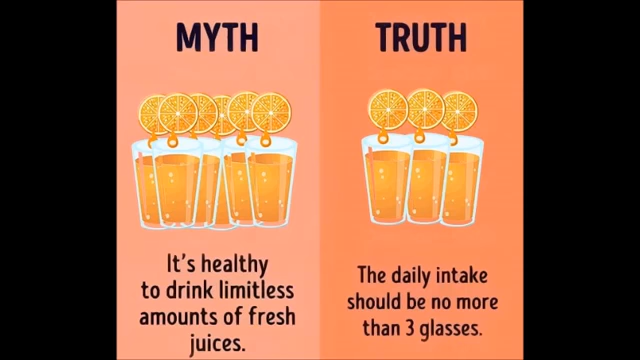 MYTH
It's healthy
to drink limitless
amounts of fresh
juices.
TRUTH
The daily intake
should be no more
than 3 glasses.